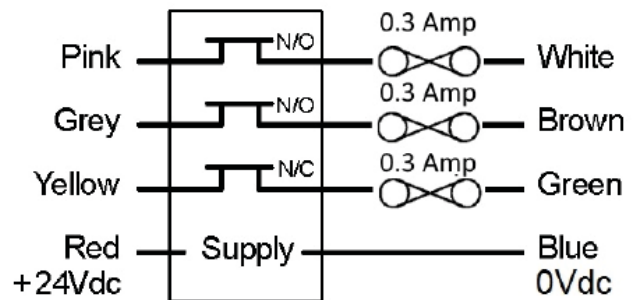 0.3 Amp
Pink N/O White
0.3 Amp
Grey N/O Brown
0.3 Amp
Yellow N/C Green
Red Supply Blue
+24Vdc 0Vdc